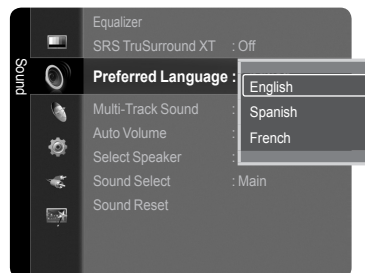 Sound
Equalizer
SRS TruSurround XT : Off
Preferred Language :
English
Spanish
French
Multi-Track Sound :
Auto Volume :
Select Speaker :
Sound Select : Main
Sound Reset